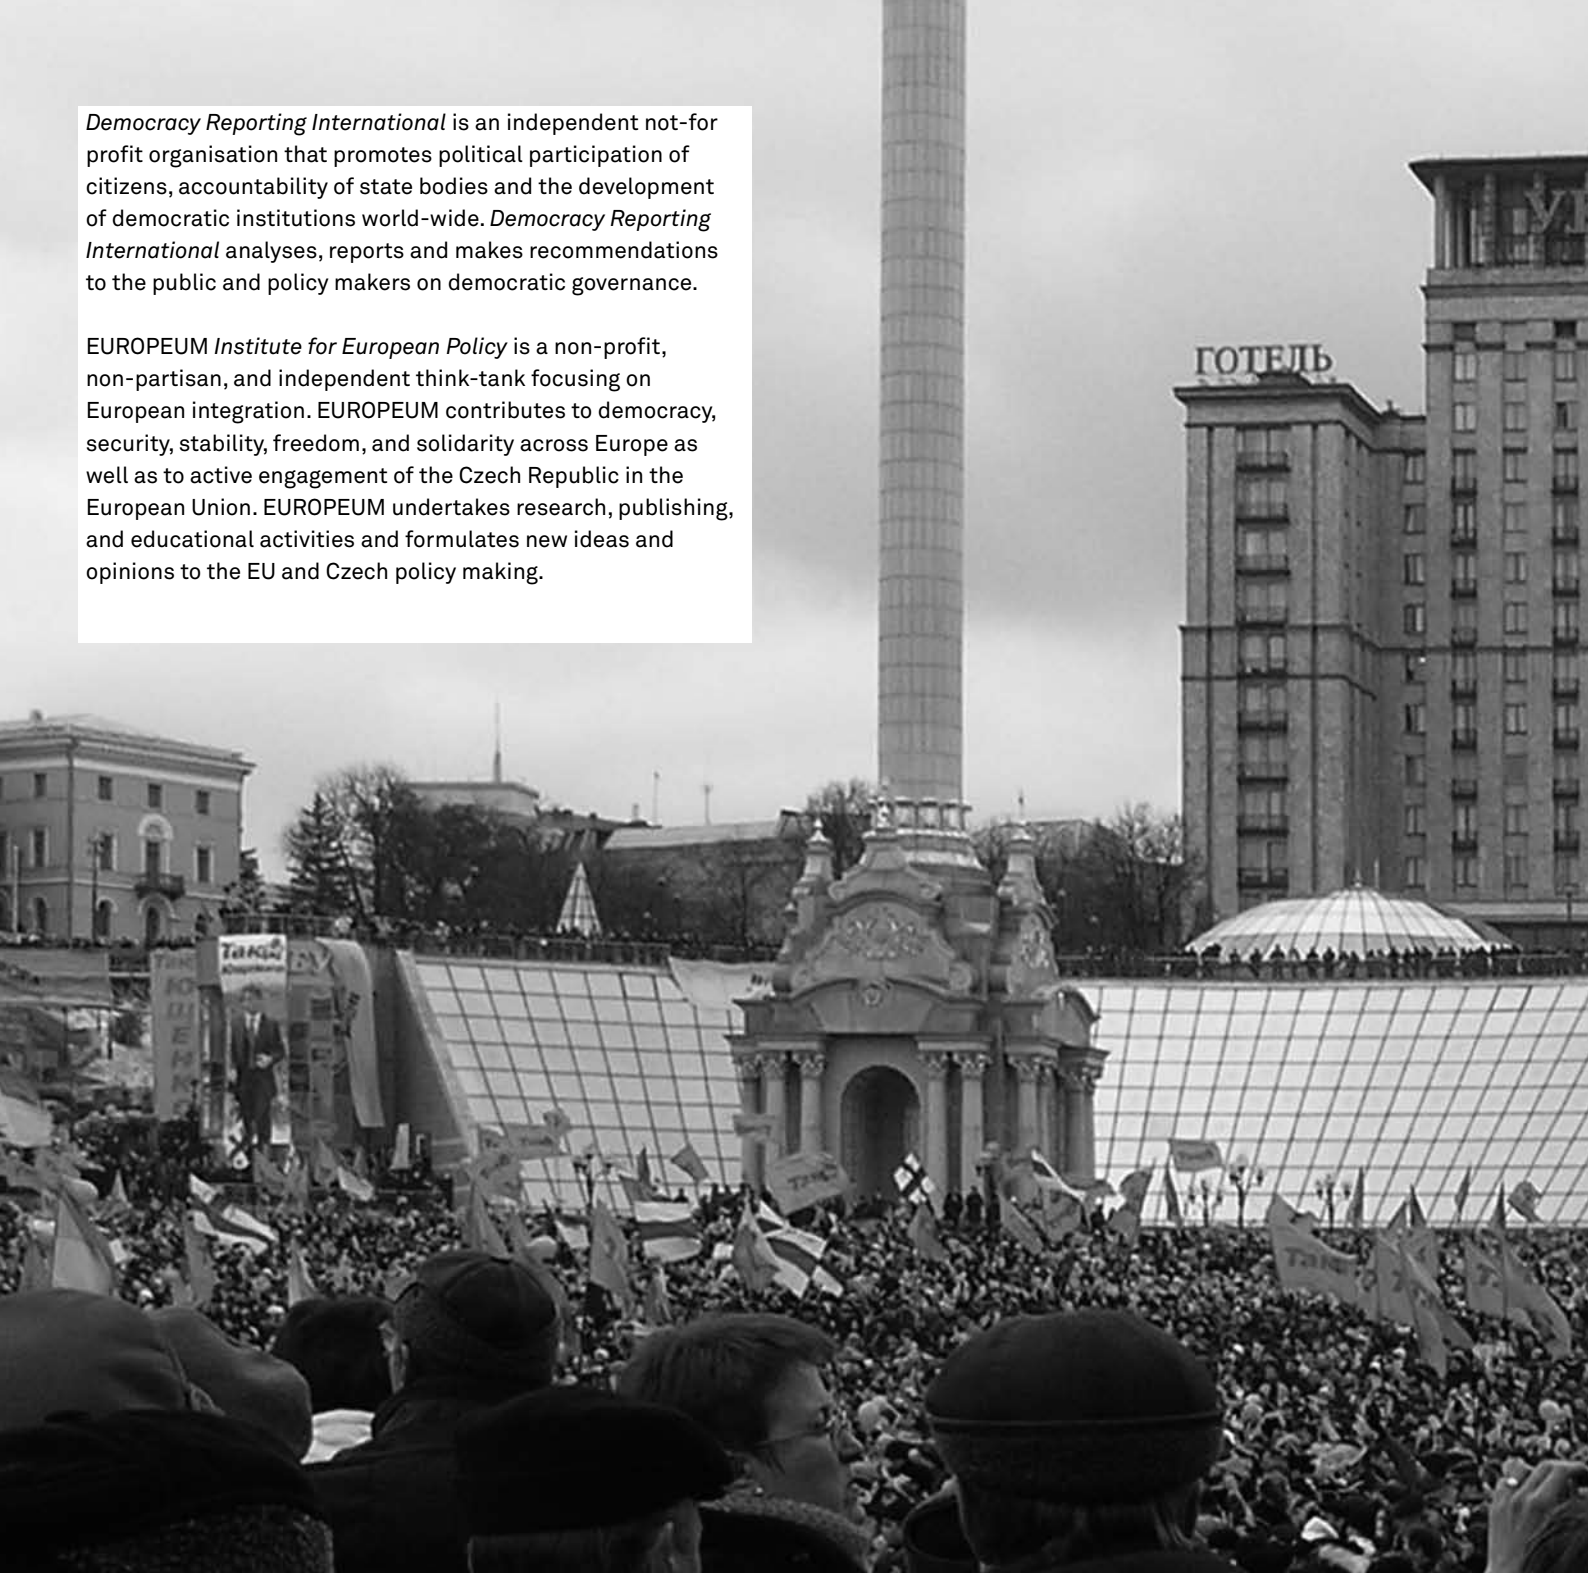 Democracy Reporting International is an independent not-for
profit organisation that promotes political participation of
citizens, accountability of state bodies and the development
of democratic institutions world-wide. Democracy Reporting
International analyses, reports and makes recommendations
to the public and policy makers on democratic governance.
EUROPEUM Institute for European Policy is a non-profit,
non-partisan, and independent think-tank focusing on
European integration. EUROPEUM contributes to democracy,
security, stability, freedom, and solidarity across Europe as
well as to active engagement of the Czech Republic in the
European Union. EUROPEUM undertakes research, publishing,
and educational activities and formulates new ideas and
opinions to the EU and Czech policy making.
УК
ГОТЕЛЬ
Так!
Так!
Так!